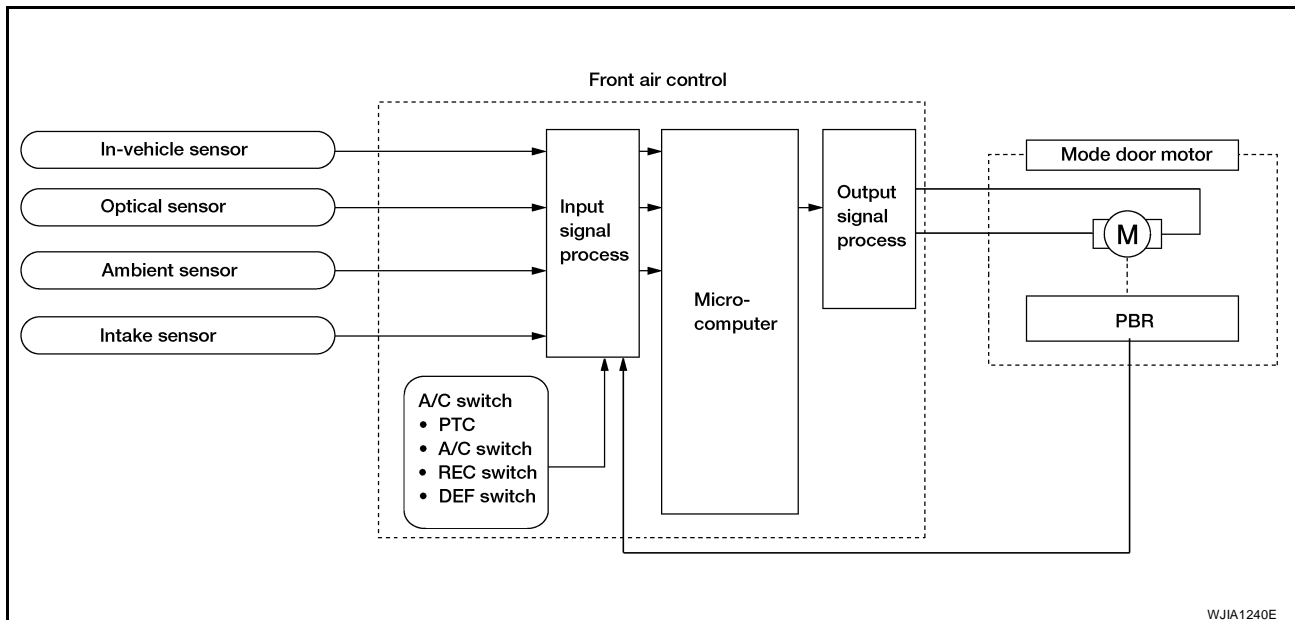 Front air control
In-vehicle sensor
Optical sensor
Ambient sensor
Intake sensor
Input
signal
process
A/C switch
• PTC
• A/C switch
• REC switch
• DEF switch
Micro-
computer
Output
signal
process
Mode door motor
M
PBR
WJIA1240E